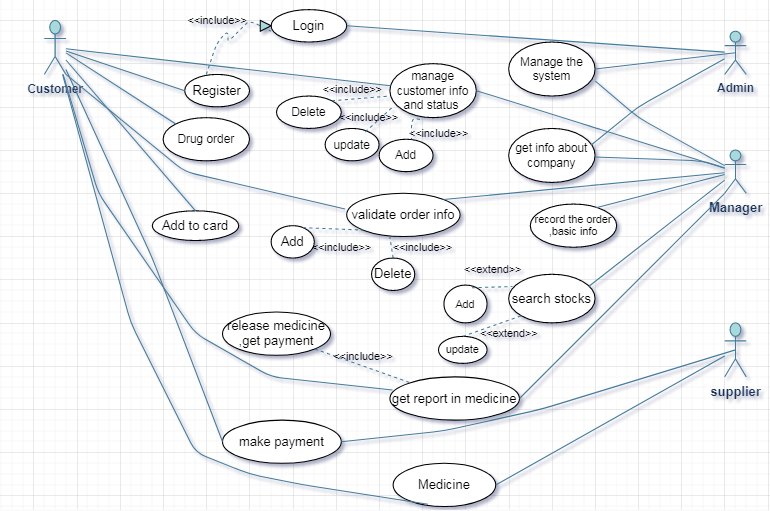 <<include>>
Login
Customer
Register
Manage the
system
Admin
manage
customer info
and status
<<include>>
Delete
<<include>>
<<include>>
update
Add
Drug order
get info about
company
Manager
Add to card
validate order info
record the order
,basic info
Add
<<include>>
<<include>>
Delete
<<extend>>
Add
search stocks
<<extend>>
update
release medicine
,get payment
<<include>>
get report in medicine
supplier
make payment
Medicine